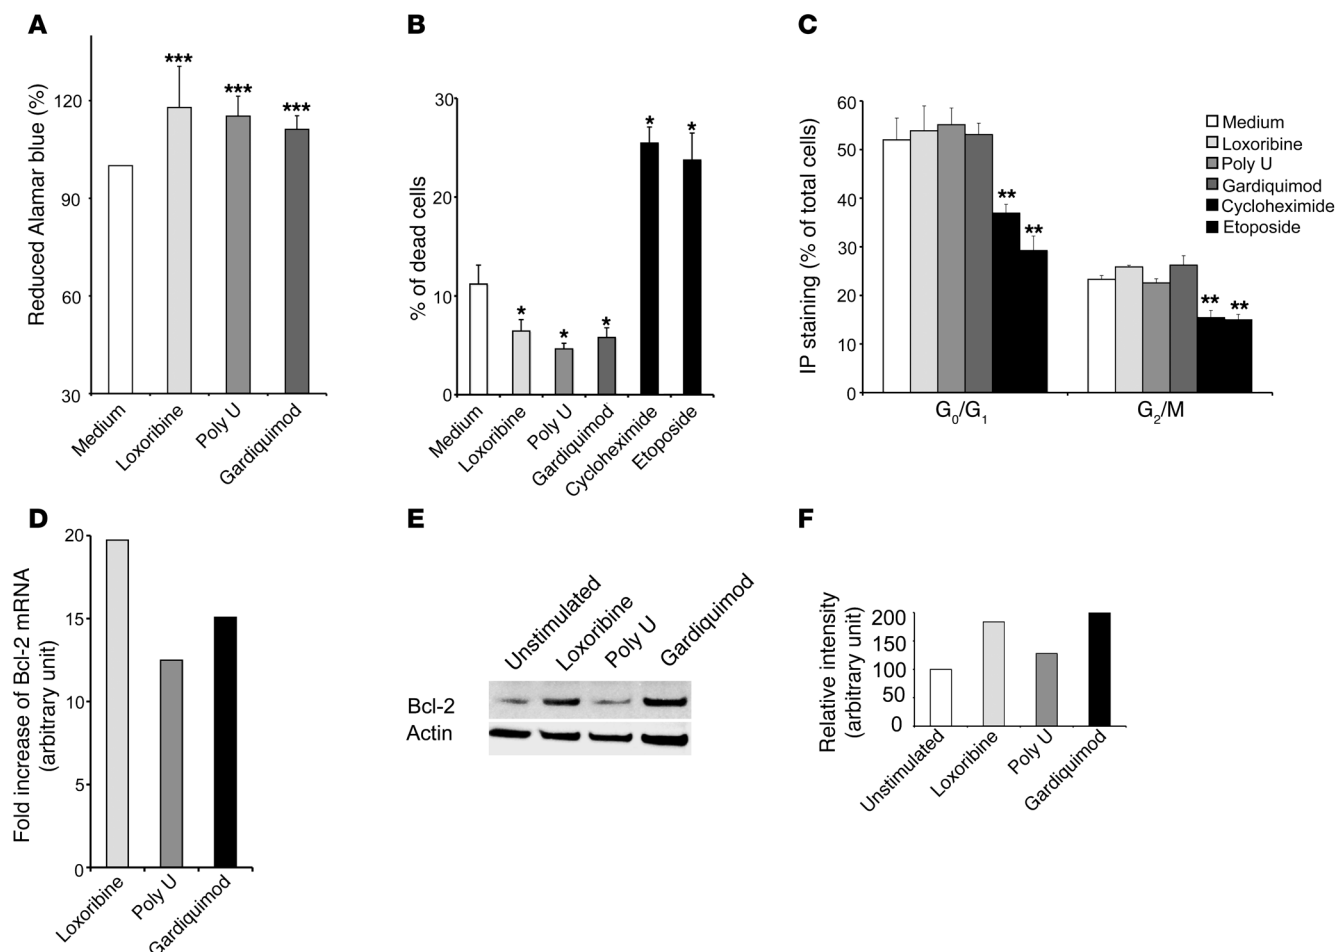 A
Reduced Alamar blue (%)
120
90
60
30
***
***
***
Medium
Loxoribine
Poly U
Gardiquimod
B
% of dead cells
30
20
10
0
*
*
*
*
*
Medium
Loxoribine
Poly U
Gardiquimod
Cycloheximide
Etoposide
C
IP staining (% of total cells)
60
50
40
30
20
10
0
**
**
**
**
G0/G1
G2/M
Medium
Loxoribine
Poly U
Gardiquimod
Cycloheximide
Etoposide
D
Fold increase of Bcl-2 mRNA
(arbitrary unit)
20
15
10
5
0
Loxoribine
Poly U
Gardiquimod
E
Unstimulated
Loxoribine
Poly U
Gardiquimod
Bcl-2
Actin
F
Relative intensity
(arbitrary unit)
200
150
100
50
0
Unstimulated
Loxoribine
Poly U
Gardiquimod